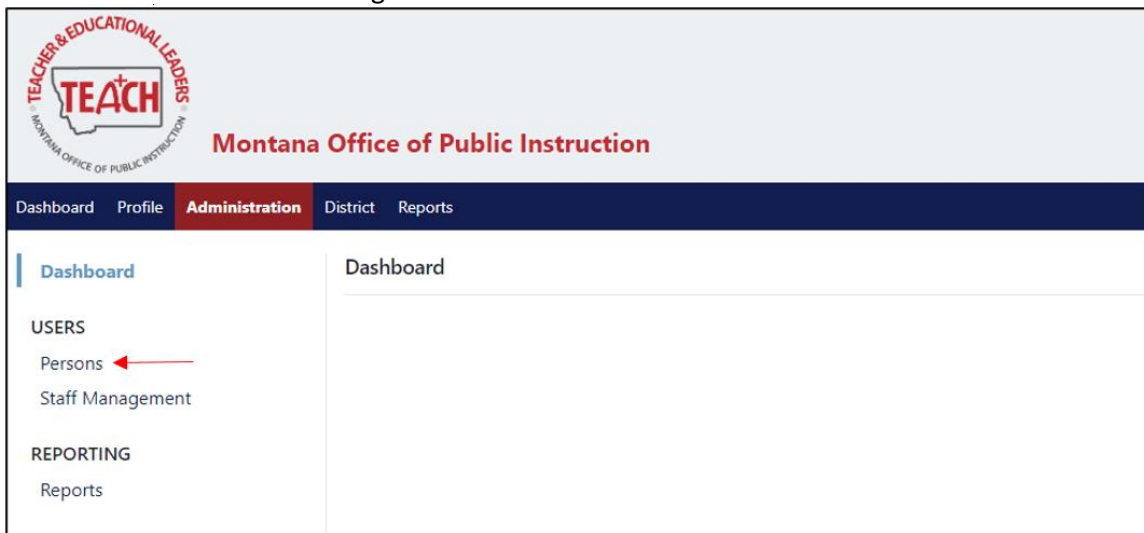 TEACHER & EDUCATIONAL LEADERS
TEACH
MONTANA OFFICE OF PUBLIC INSTRUCTION
Montana Office of Public Instruction
Dashboard Profile Administration District Reports
Dashboard
Dashboard
USERS
Persons
Staff Management
REPORTING
Reports